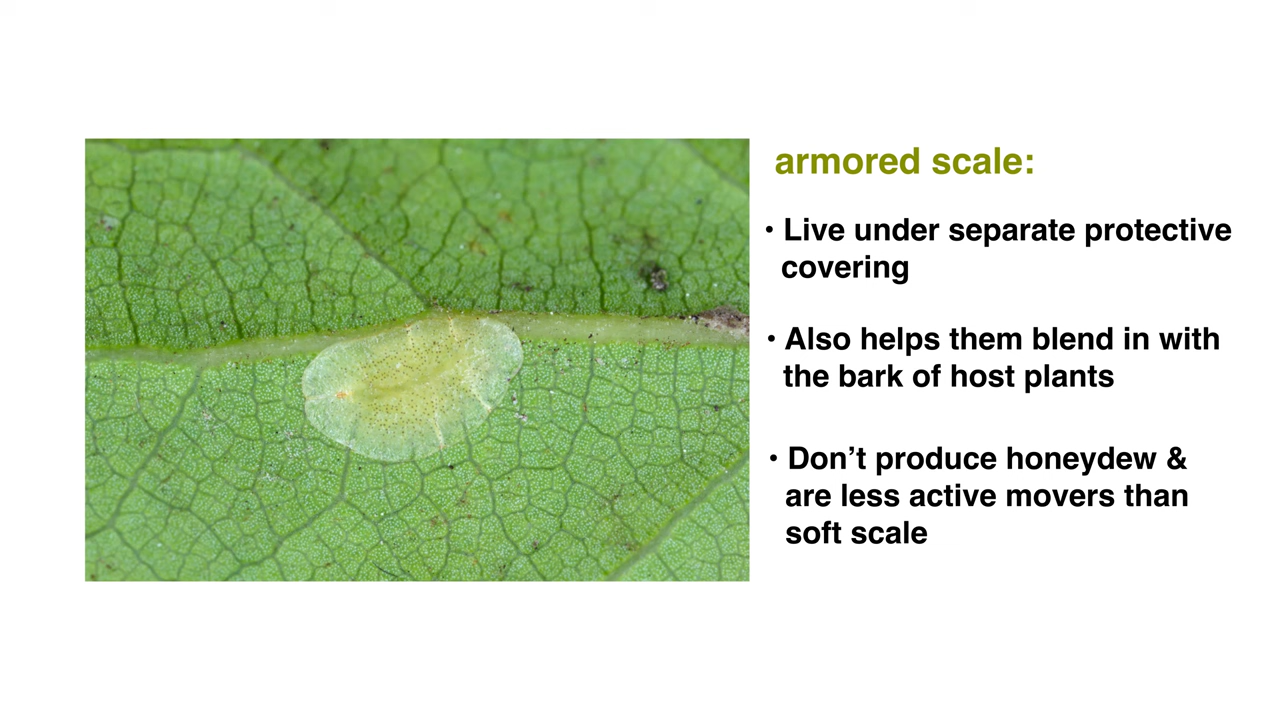 armored scale:
• Live under separate protective
covering
• Also helps them blend in with
the bark of host plants
• Don’t produce honeydew &
are less active movers than
soft scale